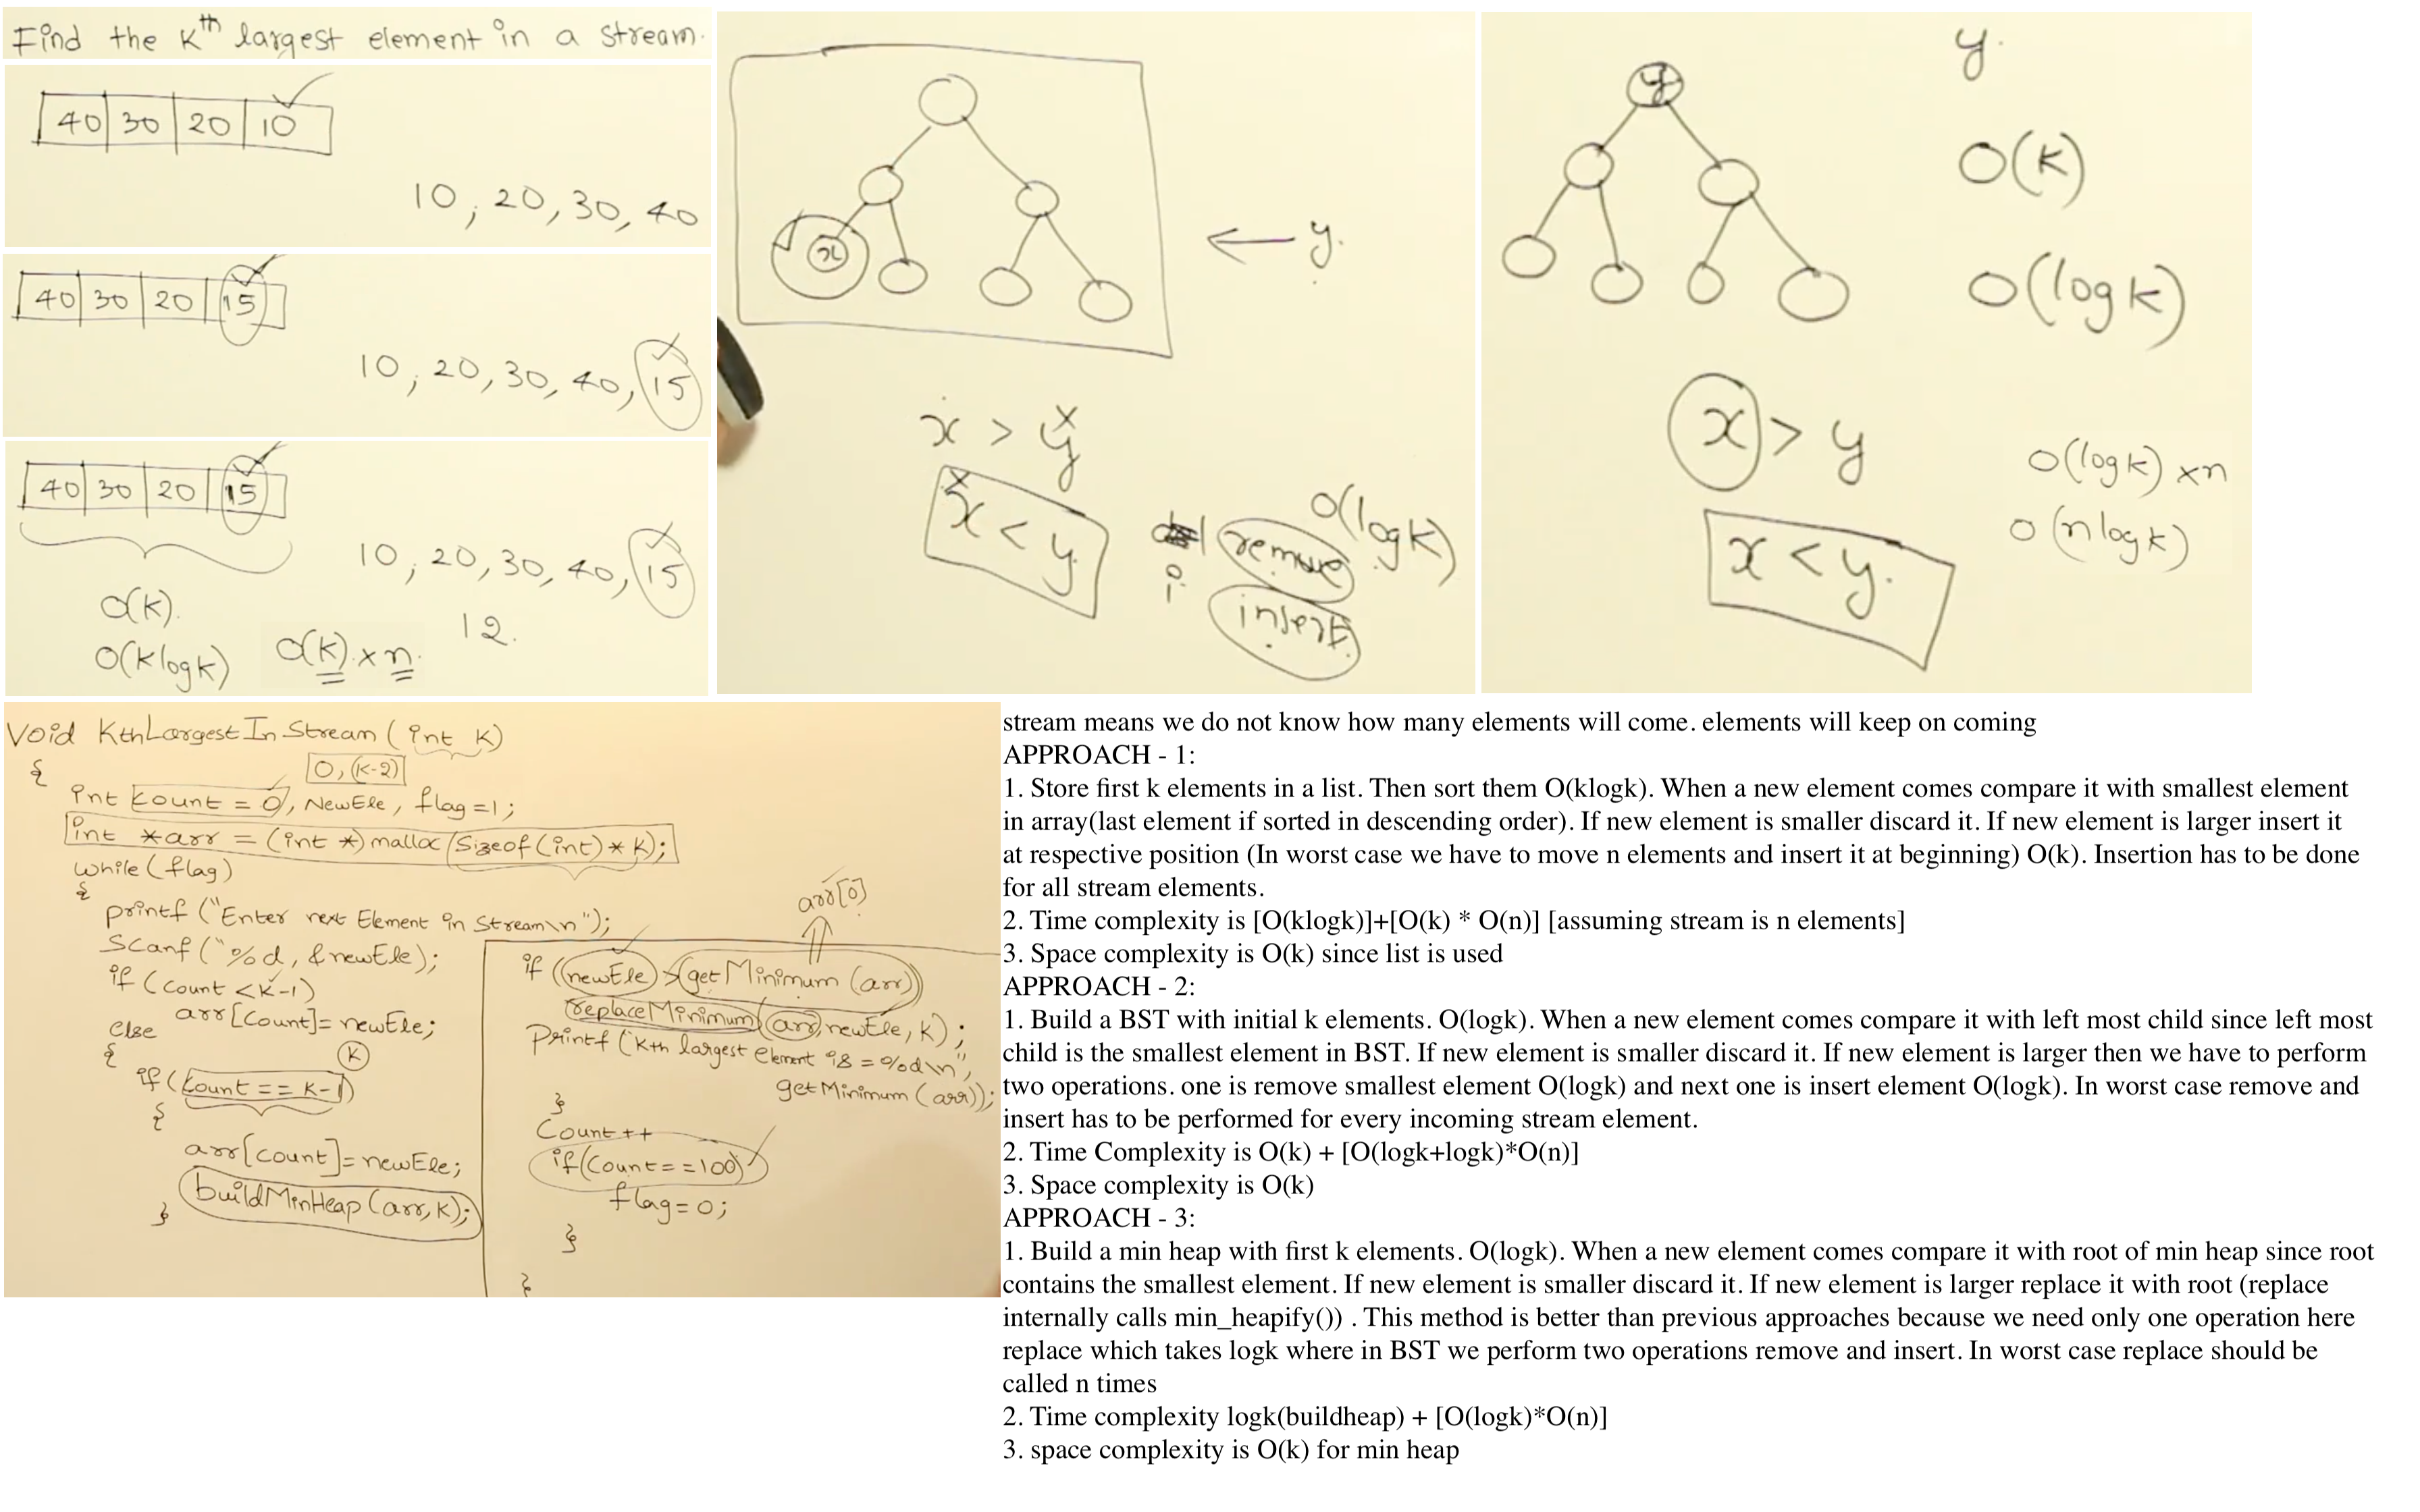 Find the Kth largest element in a stream.
40 30 20 10
10, 20, 30, 40
40 30 20 15
10, 20, 30, 40, 15
40 30 20 15
10, 20, 30, 40, 15
O(k).
12.
O(klogk) O(k) x n.
x
← y.
x > y
x < y
O(logk)
remove
i.
insert
y.
y
O(k)
O(logk)
x > y
O(logk) xn
O(nlogk)
x < y.
Void KthLargestInStream (int K)
{
0, (k-2)
int count = 0, NewEle, flag=1;
int *arr = (int *) malloc (Sizeof(int) * K);
while (flag)
{
printf ("Enter next Element in Stream\n");
Scanf ("%d, &newEle);
if (count <k-1)
arr[count]= newEle;
else
{
K
if (count == k-1)
{
arr[count]= newEle;
buildMinHeap (arr, K);
}
arr[0]
if (newEle > getMinimum (arr))
replaceMinimum (arr, newEle, K);
Printf ("Kth largest Element is = %d\n",
getMinimum (arr));
}
Count ++
if (Count == 100)
flag=0;
}
}
stream means we do not know how many elements will come. elements will keep on coming
APPROACH - 1:
1. Store first k elements in a list. Then sort them O(klogk). When a new element comes compare it with smallest element
in array(last element if sorted in descending order). If new element is smaller discard it. If new element is larger insert it
at respective position (In worst case we have to move n elements and insert it at beginning) O(k). Insertion has to be done
for all stream elements.
2. Time complexity is [O(klogk)]+[O(k) * O(n)] [assuming stream is n elements]
3. Space complexity is O(k) since list is used
APPROACH - 2:
1. Build a BST with initial k elements. O(logk). When a new element comes compare it with left most child since left most
child is the smallest element in BST. If new element is smaller discard it. If new element is larger then we have to perform
two operations. one is remove smallest element O(logk) and next one is insert element O(logk). In worst case remove and
insert has to be performed for every incoming stream element.
2. Time Complexity is O(k) + [O(logk+logk)*O(n)]
3. Space complexity is O(k)
APPROACH - 3:
1. Build a min heap with first k elements. O(logk). When a new element comes compare it with root of min heap since root
contains the smallest element. If new element is smaller discard it. If new element is larger replace it with root (replace
internally calls min_heapify()) . This method is better than previous approaches because we need only one operation here
replace which takes logk where in BST we perform two operations remove and insert. In worst case replace should be
called n times
2. Time complexity logk(buildheap) + [O(logk)*O(n)]
3. space complexity is O(k) for min heap